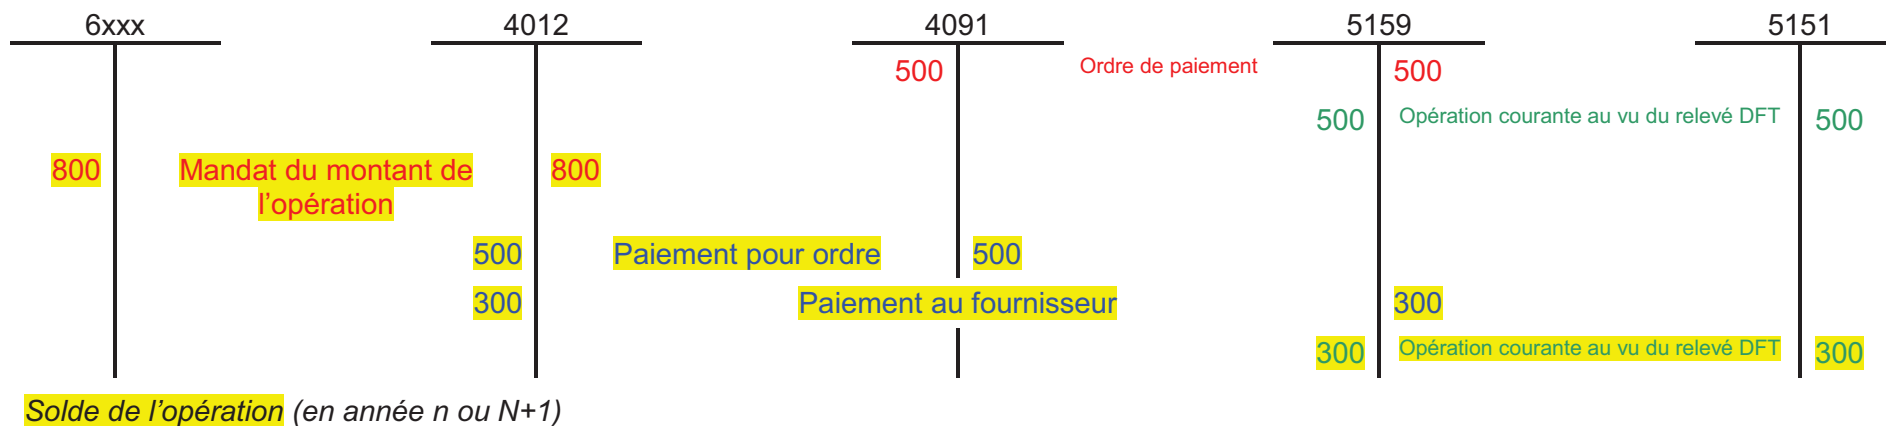 6xxx 4012 4091 5159 5151
500 Ordre de paiement 500
500 Opération courante au vu du relevé DFT 500
800 Mandat du montant de 800
l'opération
500 Paiement pour ordre 500
300 Paiement au fournisseur 300
300 Opération courante au vu du relevé DFT 300
Solde de l'opération (en année n ou N+1)